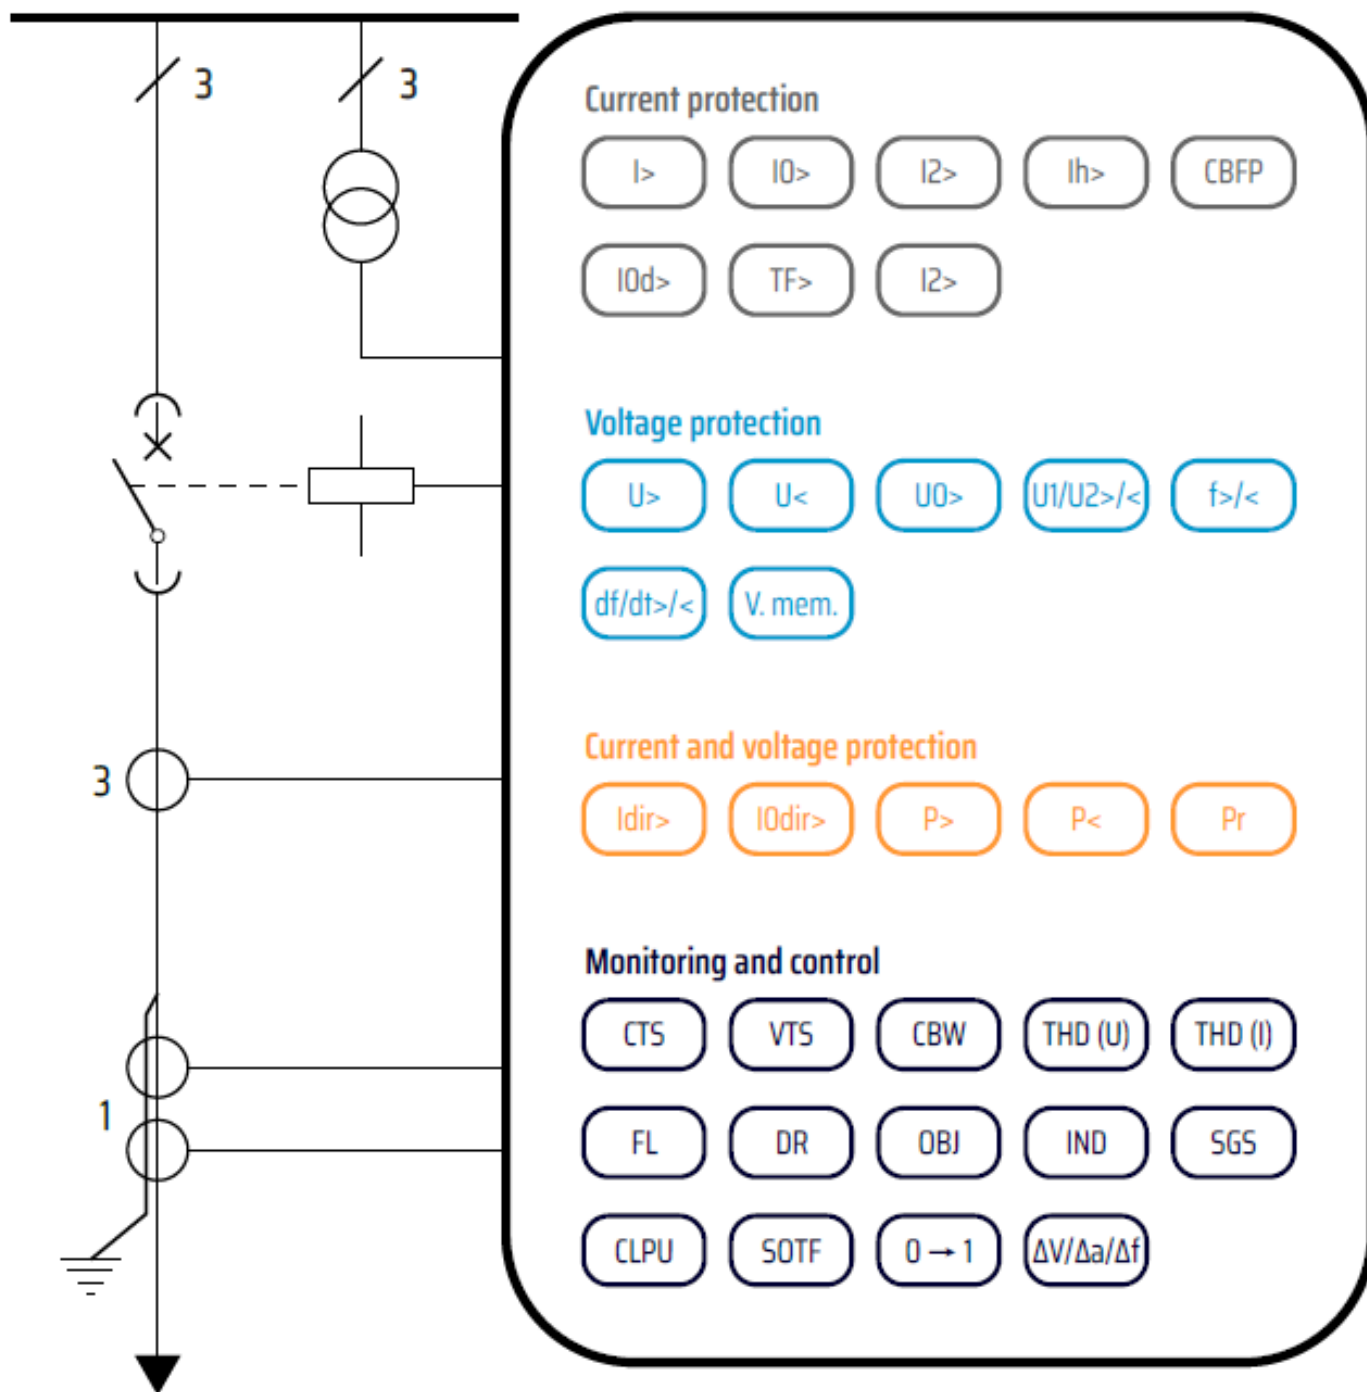 3
3
Current protection
I>
I0>
I2>
Ih>
CBFP
I0d>
TF>
I2>
Voltage protection
U>
U<
U0>
U1/U2>/<
f>/<
df/dt>/<
V. mem.
3
Current and voltage protection
Idir>
I0dir>
P>
P<
Pr
Monitoring and control
CTS
VTS
CBW
THD (U)
THD (I)
1
FL
DR
OBJ
IND
SGS
CLPU
SOTF
0 → 1
ΔV/Δa/Δf